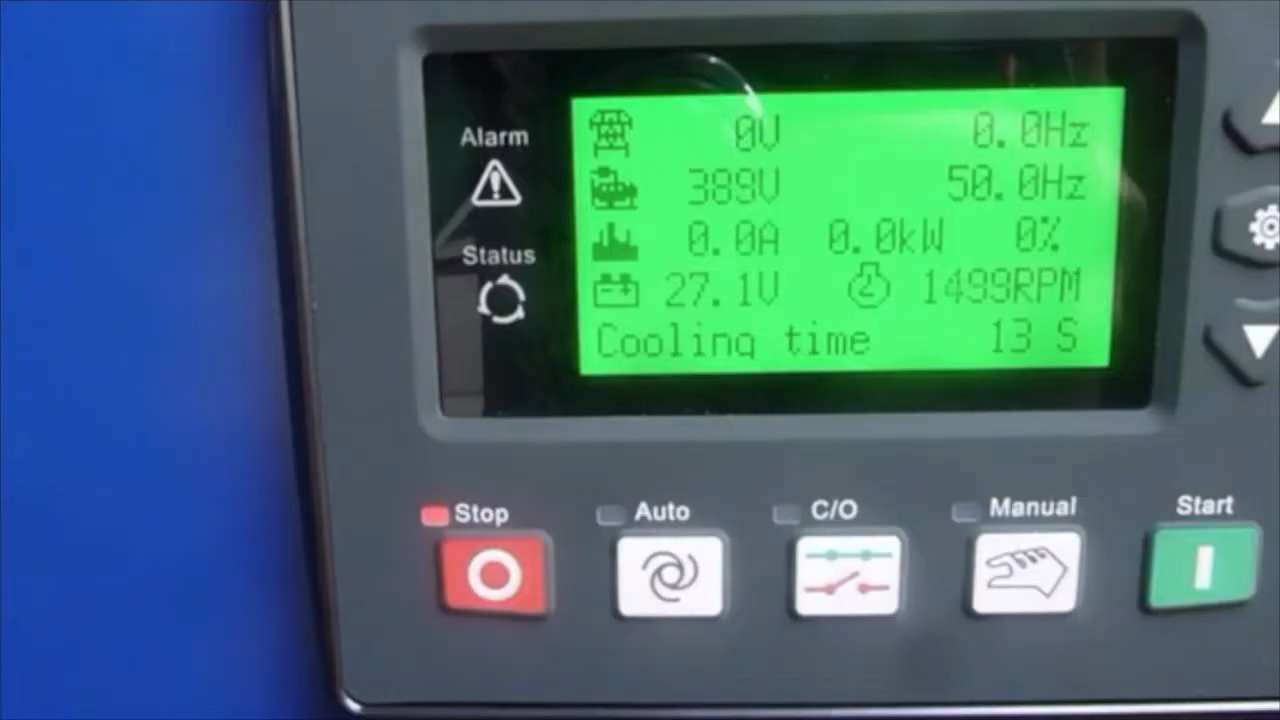 Alarm
Status
0V 0.0Hz
389V 50.0Hz
0.0A 0.0kW 0%
27.1V 1499RPM
Cooling time 13 S
Stop
Auto
C/O
Manual
Start